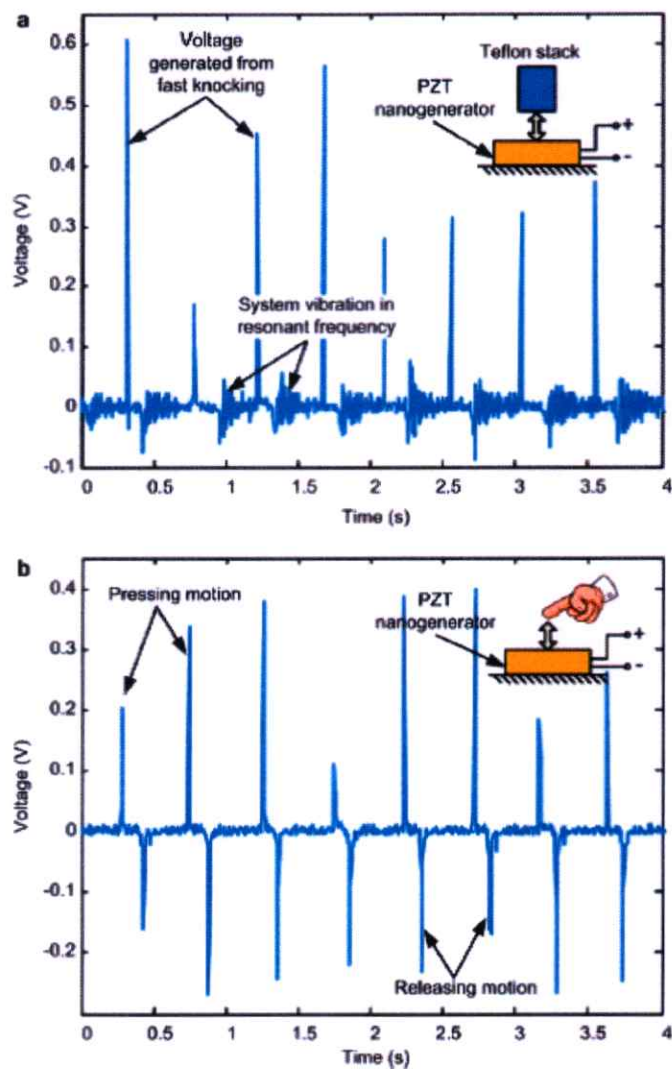 a
0.6
0.5
0.4
0.3
0.2
0.1
0
-0.1
Voltage (V)
Voltage
generated from
fast knocking
Teflon stack
PZT
nanogenerator
+
-
System vibration in
resonant frequency
0 0.5 1 1.5 2 2.5 3 3.5 4
Time (s)
b
0.4
0.3
0.2
0.1
0
-0.1
-0.2
Voltage (V)
Pressing motion
PZT
nanogenerator
+
-
Releasing motion
0 0.5 1 1.5 2 2.5 3 3.5 4
Time (s)